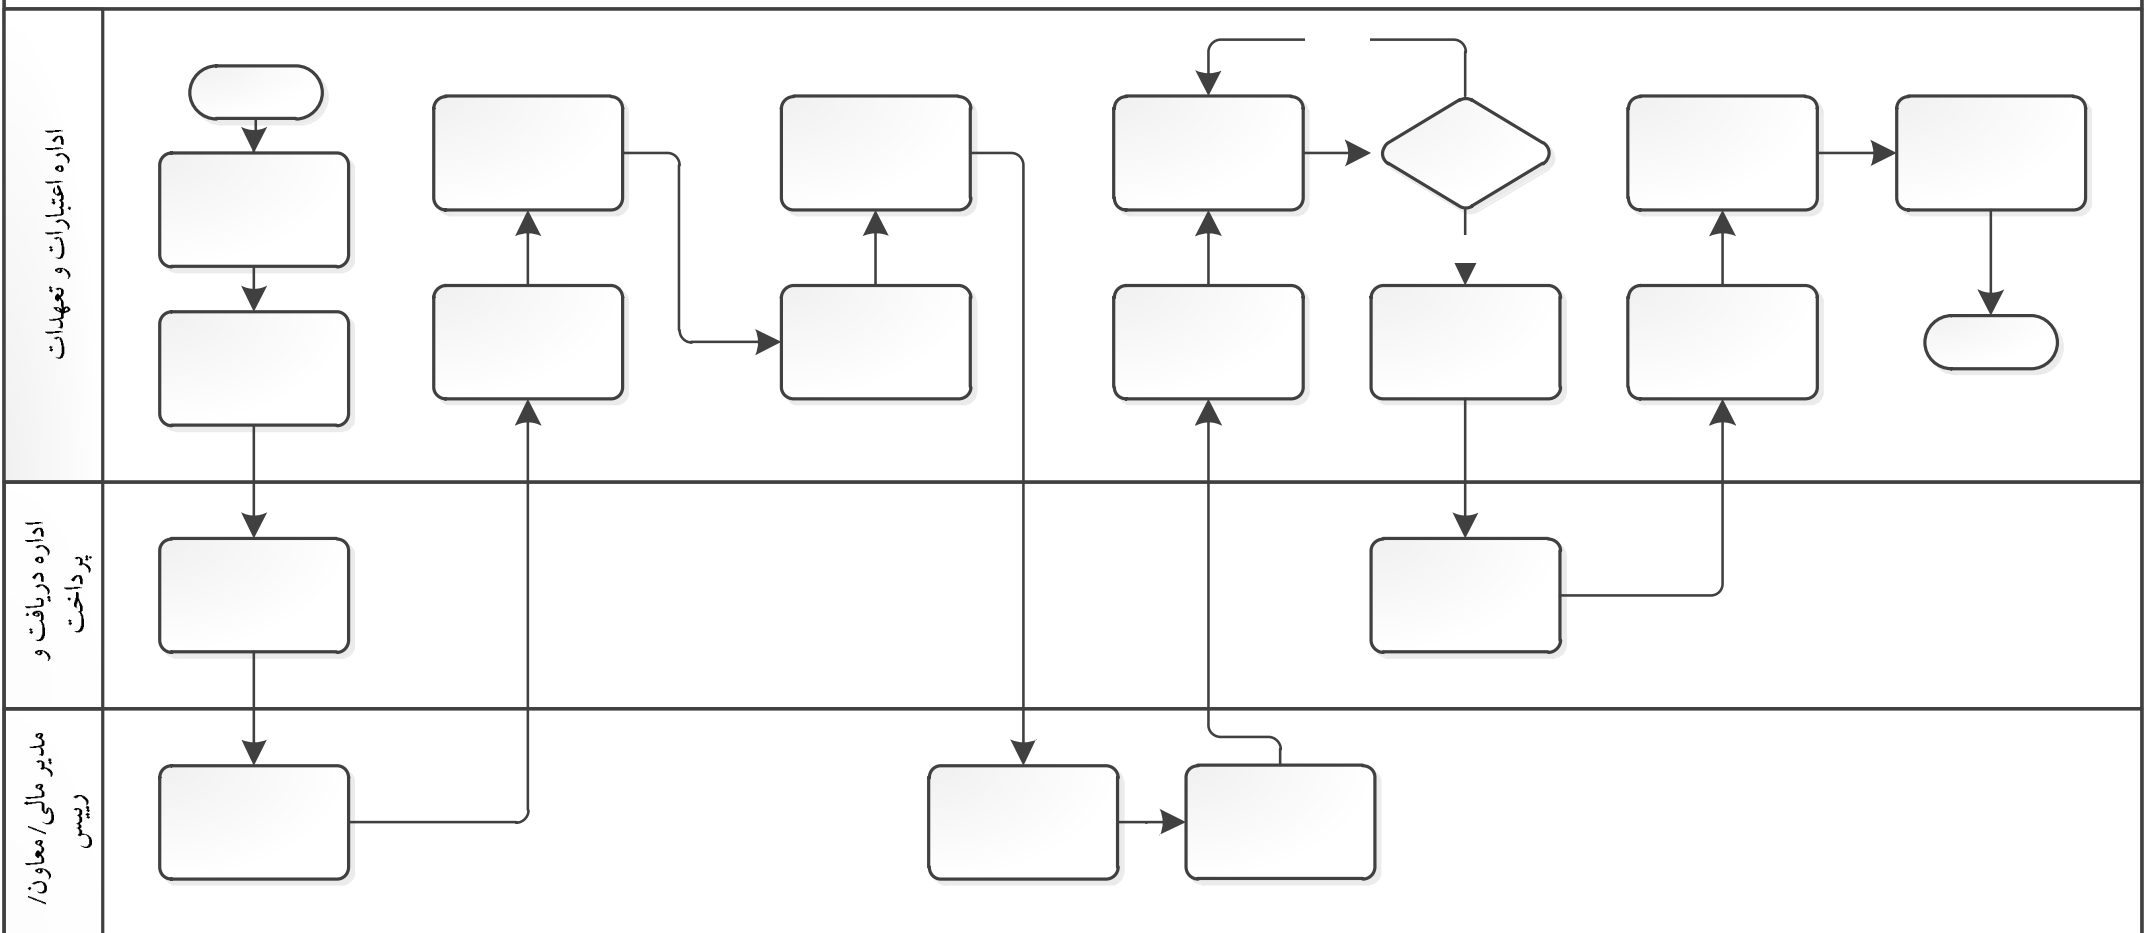 اداره اعتبارات و تعهدات
اداره دریافت و
پرداخت
مدیر مالی/معاون/
رییس